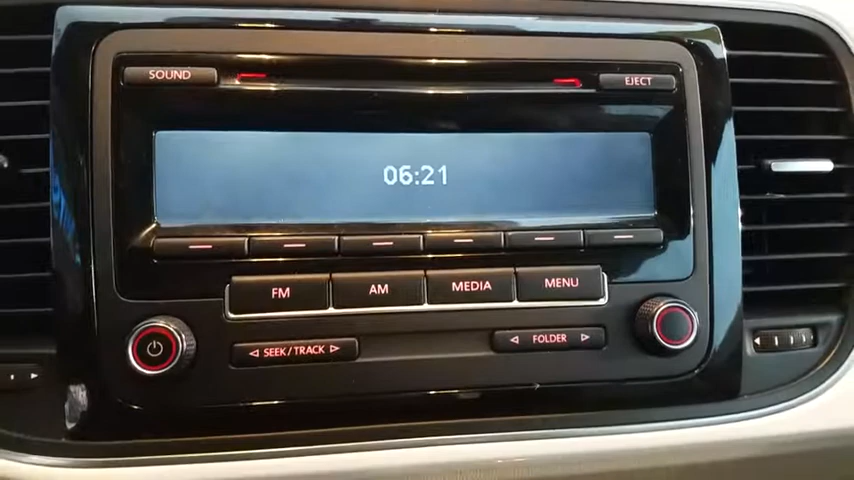 SOUND
EJECT
06:21
FM
AM
MEDIA
MENU
SEEK/TRACK
FOLDER